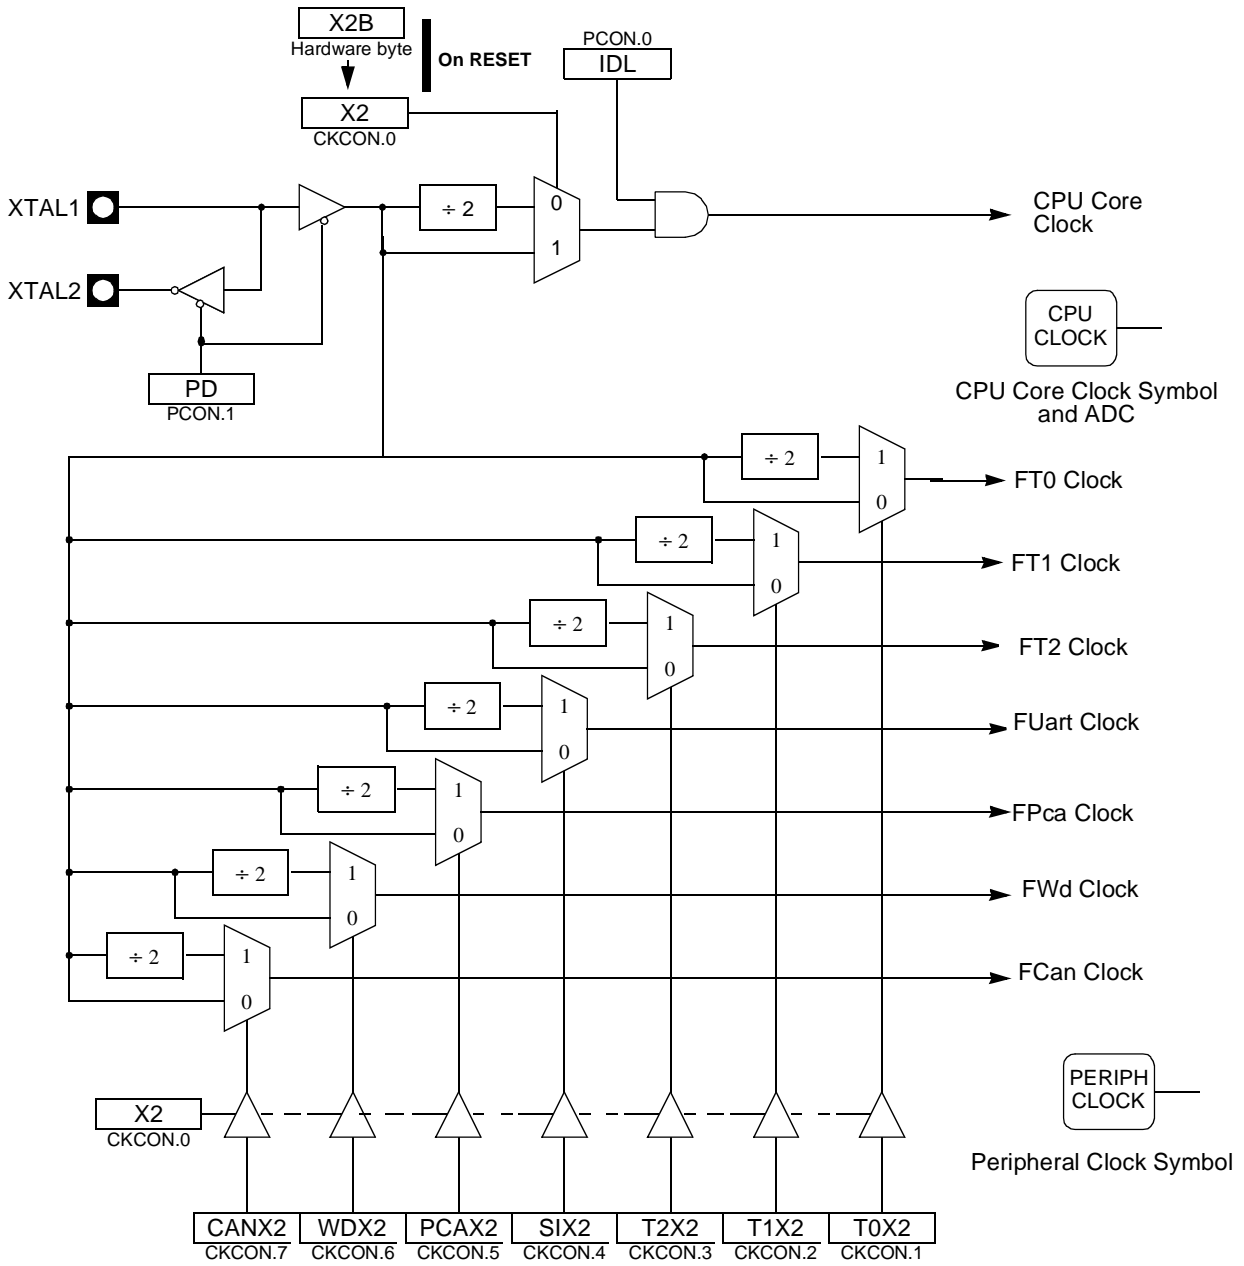 X2B
Hardware byte
On RESET
X2
CKCON.0
PCON.0
IDL
XTAL1
÷ 2
0
1
CPU Core
Clock
XTAL2
PD
PCON.1
CPU
CLOCK
CPU Core Clock Symbol
and ADC
÷ 2
1
0
FT0 Clock
÷ 2
1
0
FT1 Clock
÷ 2
1
0
FT2 Clock
÷ 2
1
0
FUart Clock
÷ 2
1
0
FPca Clock
÷ 2
1
0
FWd Clock
÷ 2
1
0
FCan Clock
X2
CKCON.0
PERIPH
CLOCK
Peripheral Clock Symbol
CANX2
CKCON.7
WDX2
CKCON.6
PCAX2
CKCON.5
SIX2
CKCON.4
T2X2
CKCON.3
T1X2
CKCON.2
T0X2
CKCON.1